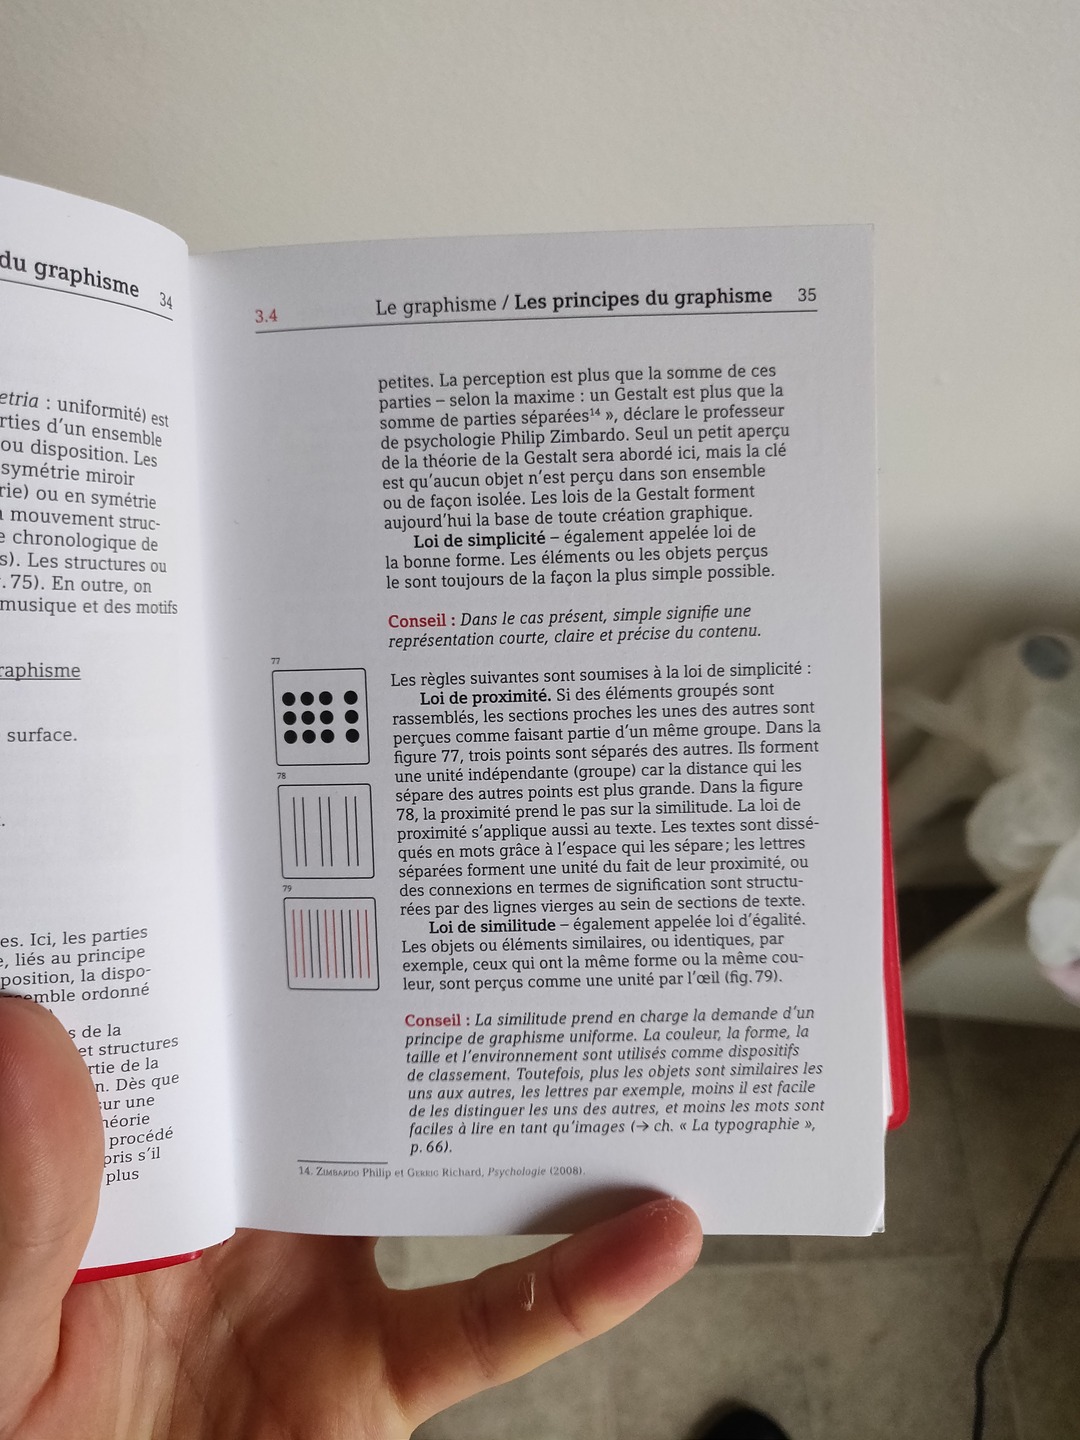 du graphisme 34
etria : uniformité) est
rties d'un ensemble
ou disposition. Les
symétrie miroir
rie) ou en symétrie
mouvement struc-
e chronologique de
s). Les structures ou
. 75). En outre, on
musique et des motifs
raphisme
surface.
es. Ici, les parties
e, liés au principe
position, la dispo-
emble ordonné
s de la
et structures
rtie de la
n. Dès que
sur une
héorie
procédé
pris s'il
plus
3.4 Le graphisme / Les principes du graphisme 35
petites. La perception est plus que la somme de ces
parties – selon la maxime : un Gestalt est plus que la
somme de parties séparées¹⁴ », déclare le professeur
de psychologie Philip Zimbardo. Seul un petit aperçu
de la théorie de la Gestalt sera abordé ici, mais la clé
est qu'aucun objet n'est perçu dans son ensemble
ou de façon isolée. Les lois de la Gestalt forment
aujourd'hui la base de toute création graphique.
Loi de simplicité – également appelée loi de
la bonne forme. Les éléments ou les objets perçus
le sont toujours de la façon la plus simple possible.
Conseil : Dans le cas présent, simple signifie une
représentation courte, claire et précise du contenu.
77
78
79
Les règles suivantes sont soumises à la loi de simplicité :
Loi de proximité. Si des éléments groupés sont
rassemblés, les sections proches les unes des autres sont
perçues comme faisant partie d'un même groupe. Dans la
figure 77, trois points sont séparés des autres. Ils forment
une unité indépendante (groupe) car la distance qui les
sépare des autres points est plus grande. Dans la figure
78, la proximité prend le pas sur la similitude. La loi de
proximité s'applique aussi au texte. Les textes sont dissé-
qués en mots grâce à l'espace qui les sépare ; les lettres
séparées forment une unité du fait de leur proximité, ou
des connexions en termes de signification sont structu-
rées par des lignes vierges au sein de sections de texte.
Loi de similitude – également appelée loi d'égalité.
Les objets ou éléments similaires, ou identiques, par
exemple, ceux qui ont la même forme ou la même cou-
leur, sont perçus comme une unité par l'œil (fig. 79).
Conseil : La similitude prend en charge la demande d'un
principe de graphisme uniforme. La couleur, la forme, la
taille et l'environnement sont utilisés comme dispositifs
de classement. Toutefois, plus les objets sont similaires les
uns aux autres, les lettres par exemple, moins il est facile
de les distinguer les uns des autres, et moins les mots sont
faciles à lire en tant qu'images (→ ch. « La typographie »,
p. 66).
14. Zimbardo Philip et Gerrig Richard, Psychologie (2008).